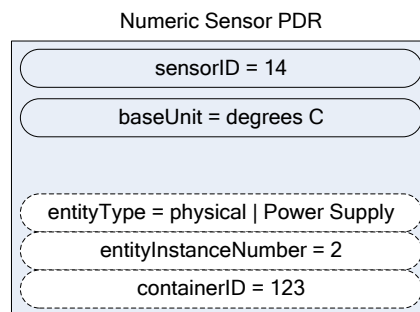 Numeric Sensor PDR
sensorID = 14
baseUnit = degrees C
entityType = physical | Power Supply
entityInstanceNumber = 2
containerID = 123